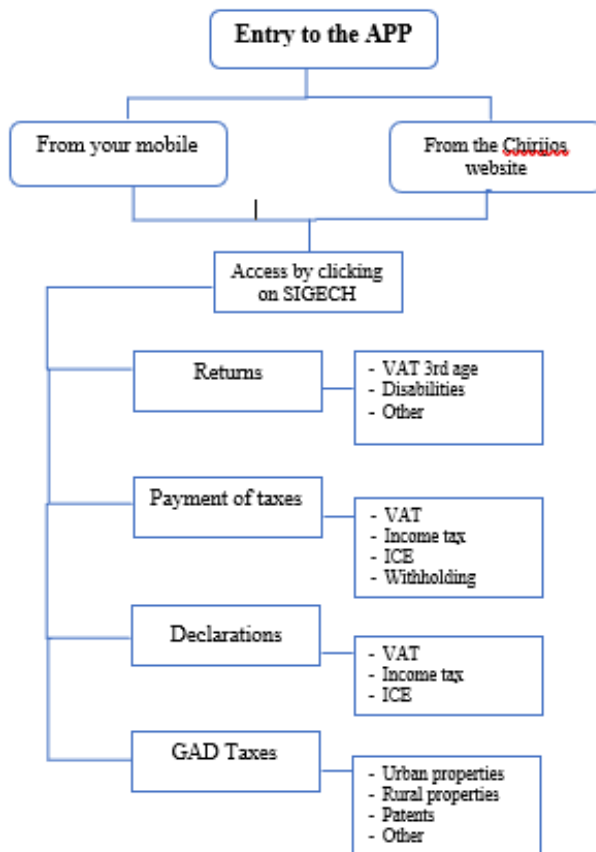 Entry to the APP
From your mobile
From the Chirijos
website
Access by clicking
on SIGECH
Returns
- VAT 3rd age
- Disabilities
- Other
Payment of taxes
- VAT
- Income tax
- ICE
- Withholding
Declarations
- VAT
- Income tax
- ICE
GAD Taxes
- Urban properties
- Rural properties
- Patents
- Other